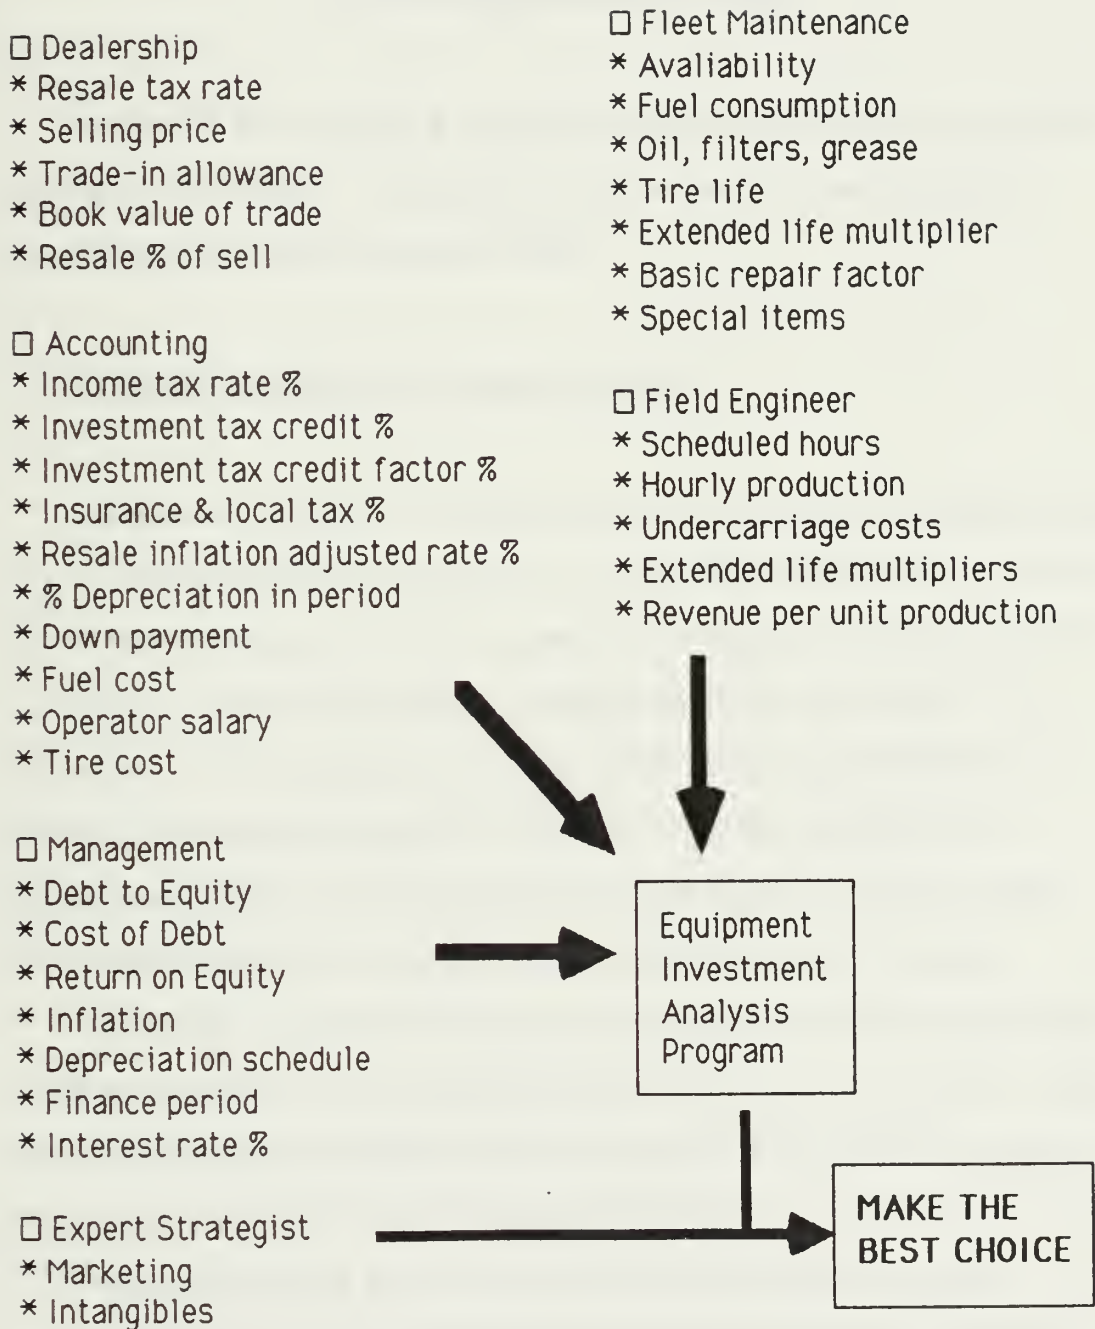 □ Dealership
* Resale tax rate
* Selling price
* Trade-in allowance
* Book value of trade
* Resale % of sell
□ Accounting
* Income tax rate %
* Investment tax credit %
* Investment tax credit factor %
* Insurance & local tax %
* Resale inflation adjusted rate %
* % Depreciation in period
* Down payment
* Fuel cost
* Operator salary
* Tire cost
□ Management
* Debt to Equity
* Cost of Debt
* Return on Equity
* Inflation
* Depreciation schedule
* Finance period
* Interest rate %
□ Expert Strategist
* Marketing
* Intangibles
□ Fleet Maintenance
* Avaliability
* Fuel consumption
* Oil, filters, grease
* Tire life
* Extended life multiplier
* Basic repair factor
* Special items
□ Field Engineer
* Scheduled hours
* Hourly production
* Undercarriage costs
* Extended life multipliers
* Revenue per unit production
Equipment
Investment
Analysis
Program
MAKE THE
BEST CHOICE